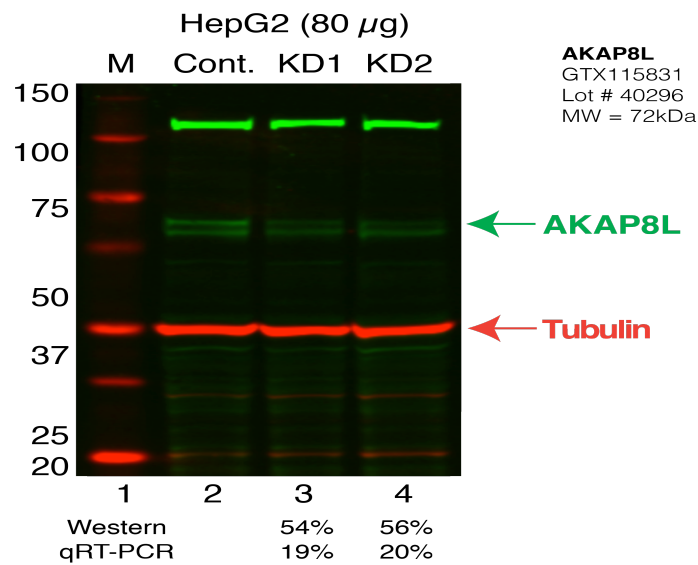 HepG2 (80 µg)
M Cont. KD1 KD2
AKAP8L
GTX115831
Lot # 40296
MW = 72kDa
150
100
75
AKAP8L
50
Tubulin
37
25
20
1 2 3 4
Western 54% 56%
qRT-PCR 19% 20%